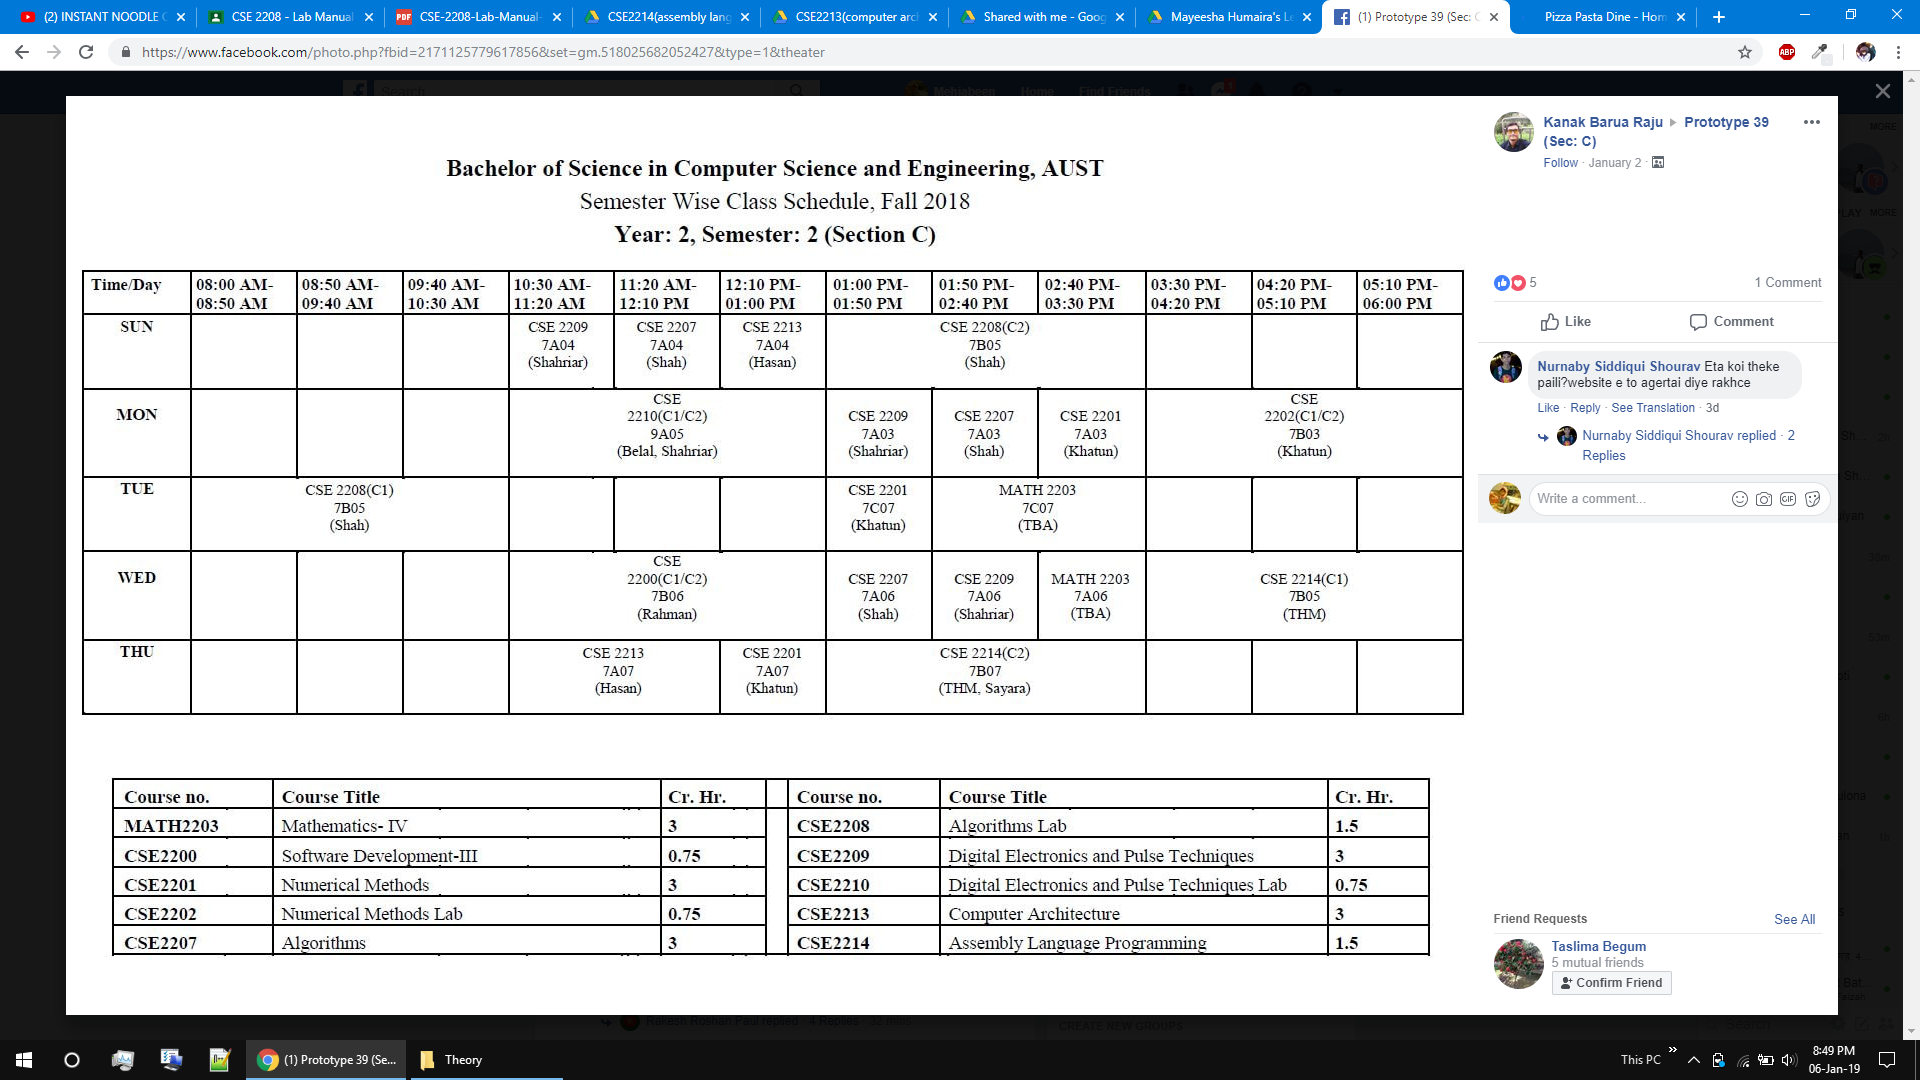 (2) INSTANT NOODLE C
CSE 2208 - Lab Manual
CSE-2208-Lab-Manual-
CSE2214(assembly lang
CSE2213(computer arc
Shared with me - Goog
Mayeesha Humaira's Le
(1) Prototype 39 (Sec: C
Pizza Pasta Dine - Hom
https://www.facebook.com/photo.php?fbid=2171125779617856&set=gm.518025682052427&type=1&theater
ABP
Search
Home
Find Friends
Bachelor of Science in Computer Science and Engineering, AUST
Semester Wise Class Schedule, Fall 2018
Year: 2, Semester: 2 (Section C)
Time/Day 08:00 AM-08:50 AM 08:50 AM-09:40 AM 09:40 AM-10:30 AM 10:30 AM-11:20 AM 11:20 AM-12:10 PM 12:10 PM-01:00 PM 01:00 PM-01:50 PM 01:50 PM-02:40 PM 02:40 PM-03:30 PM 03:30 PM-04:20 PM 04:20 PM-05:10 PM 05:10 PM-06:00 PM
SUN
CSE 2209
7A04
(Shahriar)
CSE 2207
7A04
(Shah)
CSE 2213
7A04
(Hasan)
CSE 2208(C2)
7B05
(Shah)
MON
CSE
2210(C1/C2)
9A05
(Belal, Shahriar)
CSE 2209
7A03
(Shahriar)
CSE 2207
7A03
(Shah)
CSE 2201
7A03
(Khatun)
CSE
2202(C1/C2)
7B03
(Khatun)
TUE
CSE 2208(C1)
7B05
(Shah)
CSE 2201
7C07
(Khatun)
MATH 2203
7C07
(TBA)
WED
CSE
2200(C1/C2)
7B06
(Rahman)
CSE 2207
7A06
(Shah)
CSE 2209
7A06
(Shahriar)
MATH 2203
7A06
(TBA)
CSE 2214(C1)
7B05
(THM)
THU
CSE 2213
7A07
(Hasan)
CSE 2201
7A07
(Khatun)
CSE 2214(C2)
7B07
(THM, Sayara)
Course no. Course Title Cr. Hr. Course no. Course Title Cr. Hr.
MATH2203 Mathematics- IV 3 CSE2208 Algorithms Lab 1.5
CSE2200 Software Development-III 0.75 CSE2209 Digital Electronics and Pulse Techniques 3
CSE2201 Numerical Methods 3 CSE2210 Digital Electronics and Pulse Techniques Lab 0.75
CSE2202 Numerical Methods Lab 0.75 CSE2213 Computer Architecture 3
CSE2207 Algorithms 3 CSE2214 Assembly Language Programming 1.5
Kanak Barua Raju ▸ Prototype 39
(Sec: C)
Follow · January 2 ·
5
1 Comment
Like
Comment
Nurnaby Siddiqui Shourav Eta koi theke
paili?website e to agertai diye rakhce
Like · Reply · See Translation · 3d
Nurnaby Siddiqui Shourav replied · 2
Replies
Write a comment...
GIF
Friend Requests
See All
Taslima Begum
5 mutual friends
Confirm Friend
MORE
MORE
Rakesh Roshan Paul replied · 4 Replies
CREATE NEW GROUPS
Search
(1) Prototype 39 (Se...
Theory
This PC
8:49 PM
06-Jan-19